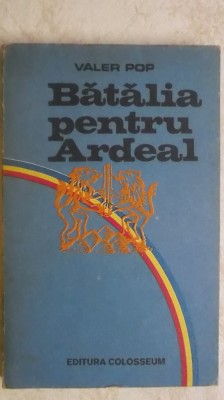 VALER POP
Bătălia
pentru
Ardeal
EDITURA COLOSSEUM